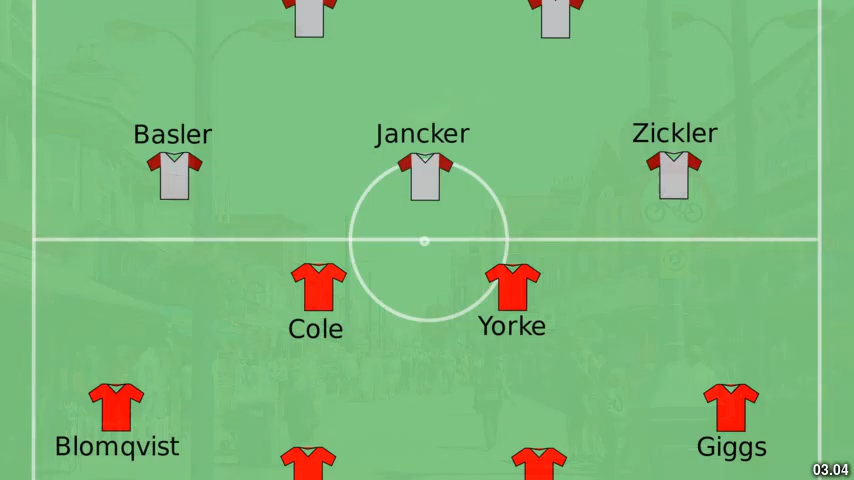 Basler
Jancker
Zickler
Cole
Yorke
Blomqvist
Giggs
03.04